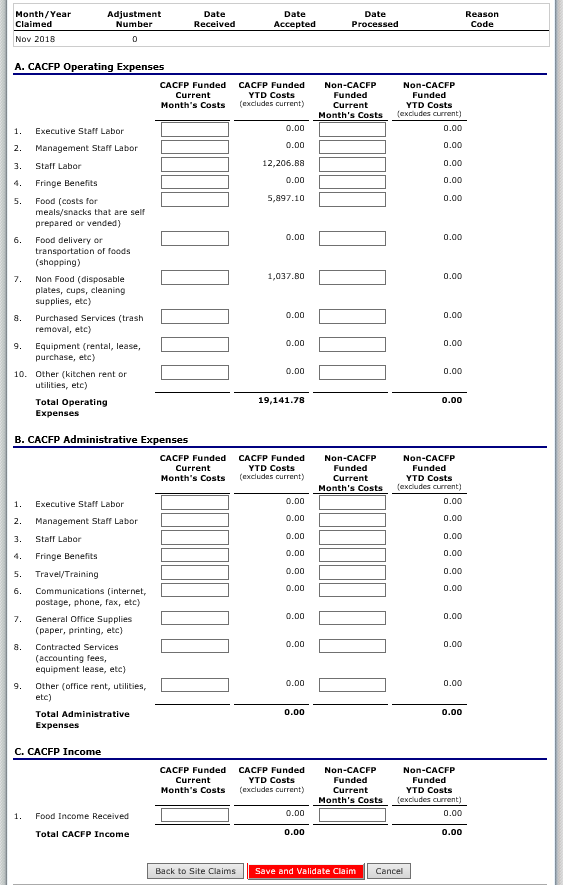 Month/Year Adjustment Date Date Date Reason
Claimed Number Received Accepted Processed Code
Nov 2018 0
A. CACFP Operating Expenses
CACFP Funded CACFP Funded Non-CACFP Non-CACFP
Current YTD Costs Funded Funded
Month's Costs (excludes current) Current YTD Costs
Month's Costs (excludes current)
1. Executive Staff Labor 0.00 0.00
2. Management Staff Labor 0.00 0.00
3. Staff Labor 12,206.88 0.00
4. Fringe Benefits 0.00 0.00
5. Food (costs for 5,897.10 0.00
meals/snacks that are self
prepared or vended)
6. Food delivery or 0.00 0.00
transportation of foods
(shopping)
7. Non Food (disposable 1,037.80 0.00
plates, cups, cleaning
supplies, etc)
8. Purchased Services (trash 0.00 0.00
removal, etc)
9. Equipment (rental, lease, 0.00 0.00
purchase, etc)
10. Other (kitchen rent or 0.00 0.00
utilities, etc)
Total Operating 19,141.78 0.00
Expenses
B. CACFP Administrative Expenses
CACFP Funded CACFP Funded Non-CACFP Non-CACFP
Current YTD Costs Funded Funded
Month's Costs (excludes current) Current YTD Costs
Month's Costs (excludes current)
1. Executive Staff Labor 0.00 0.00
2. Management Staff Labor 0.00 0.00
3. Staff Labor 0.00 0.00
4. Fringe Benefits 0.00 0.00
5. Travel/Training 0.00 0.00
6. Communications (internet, 0.00 0.00
postage, phone, fax, etc)
7. General Office Supplies 0.00 0.00
(paper, printing, etc)
8. Contracted Services 0.00 0.00
(accounting fees,
equipment lease, etc)
9. Other (office rent, utilities, 0.00 0.00
etc)
Total Administrative 0.00 0.00
Expenses
C. CACFP Income
CACFP Funded CACFP Funded Non-CACFP Non-CACFP
Current YTD Costs Funded Funded
Month's Costs (excludes current) Current YTD Costs
Month's Costs (excludes current)
1. Food Income Received 0.00 0.00
Total CACFP Income 0.00 0.00
Back to Site Claims Save and Validate Claim Cancel